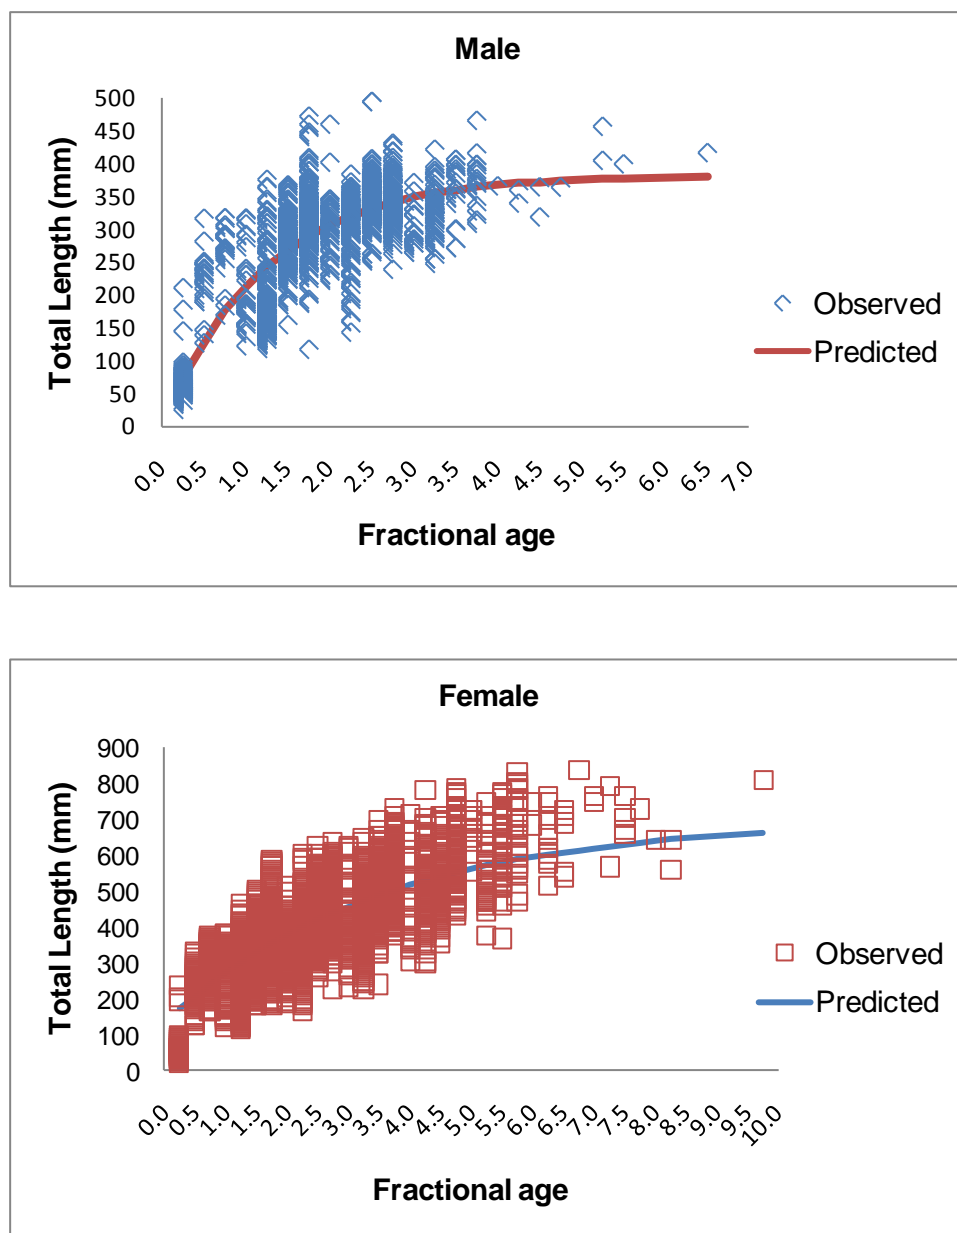 Male
500
450
400
350
300
250
200
150
100
50
0
Total Length (mm)
Observed
Predicted
0.0 0.5 1.0 1.5 2.0 2.5 3.0 3.5 4.0 4.5 5.0 5.5 6.0 6.5 7.0
Fractional age
Female
900
800
700
600
500
400
300
200
100
0
Total Length (mm)
Observed
Predicted
0.0 0.5 1.0 1.5 2.0 2.5 3.0 3.5 4.0 4.5 5.0 5.5 6.0 6.5 7.0 7.5 8.0 8.5 9.0 9.5 10.0
Fractional age